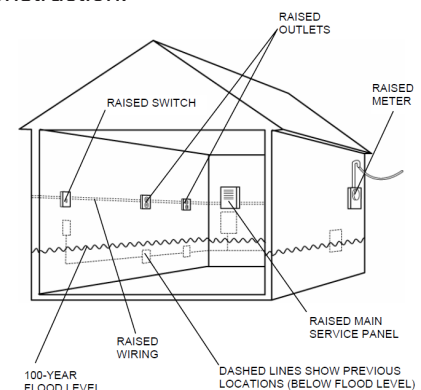 RAISED
OUTLETS
RAISED SWITCH
RAISED
METER
RAISED
WIRING
RAISED MAIN
SERVICE PANEL
100-YEAR
FLOOD LEVEL
DASHED LINES SHOW PREVIOUS
LOCATIONS (BELOW FLOOD LEVEL)